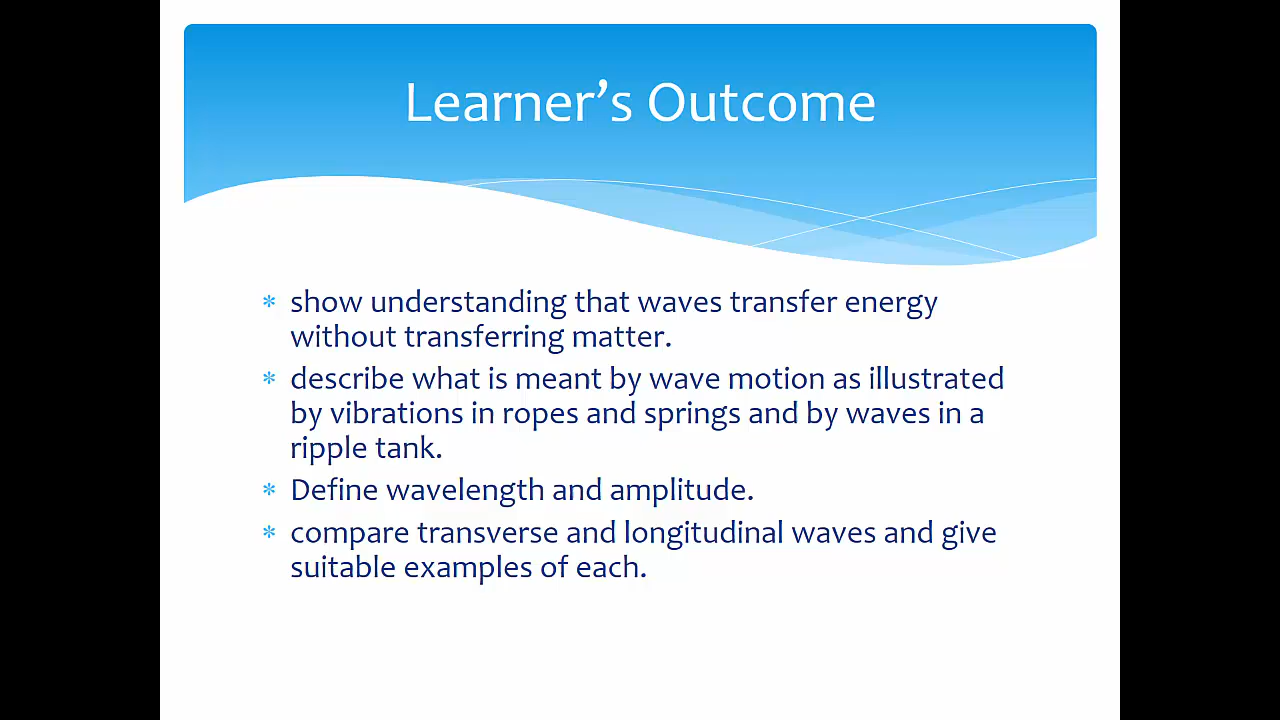 Learner’s Outcome
* show understanding that waves transfer energy
without transferring matter.
* describe what is meant by wave motion as illustrated
by vibrations in ropes and springs and by waves in a
ripple tank.
* Define wavelength and amplitude.
* compare transverse and longitudinal waves and give
suitable examples of each.